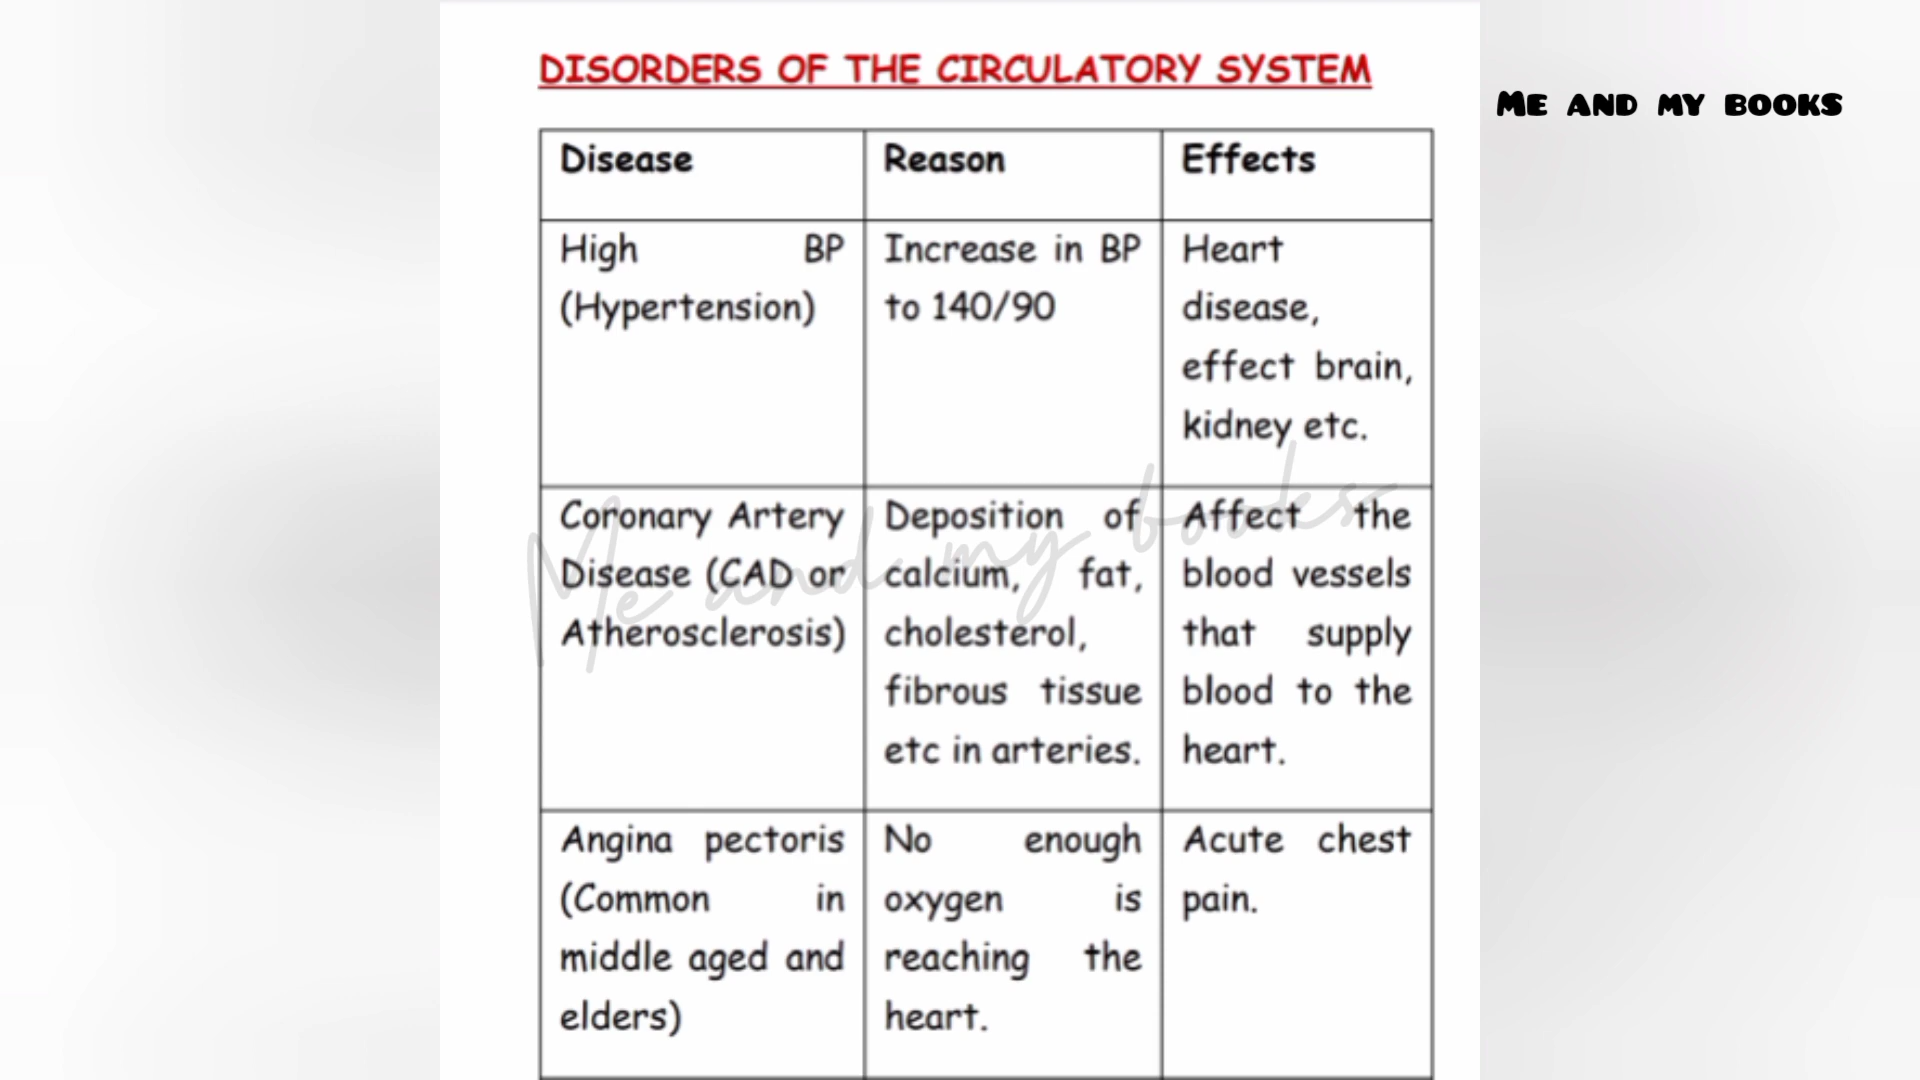 DISORDERS OF THE CIRCULATORY SYSTEM
ME AND MY BOOKS
Disease
Reason
Effects
High BP
(Hypertension)
Increase in BP
to 140/90
Heart
disease,
effect brain,
kidney etc.
Coronary Artery
Disease (CAD or
Atherosclerosis)
Deposition of
calcium, fat,
cholesterol,
fibrous tissue
etc in arteries.
Affect the
blood vessels
that supply
blood to the
heart.
Me and my books
Angina pectoris
(Common in
middle aged and
elders)
No enough
oxygen is
reaching the
heart.
Acute chest
pain.